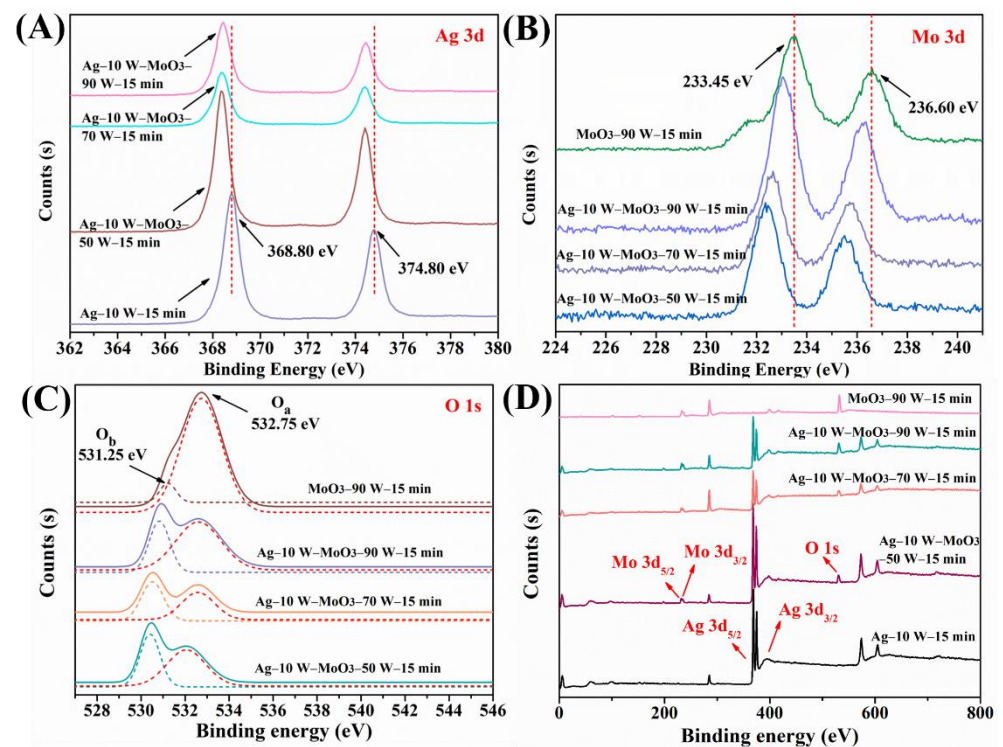 (A)
Ag 3d
Ag–10 W–MoO3–
90 W–15 min
Ag–10 W–MoO3–
70 W–15 min
Ag–10 W–MoO3–
50 W–15 min
368.80 eV
374.80 eV
Ag–10 W–15 min
Counts (s)
362 364 366 368 370 372 374 376 378 380
Binding Energy (eV)
(B)
Mo 3d
233.45 eV
236.60 eV
MoO3–90 W–15 min
Ag–10 W–MoO3–90 W–15 min
Ag–10 W–MoO3–70 W–15 min
Ag–10 W–MoO3–50 W–15 min
Counts (s)
224 226 228 230 232 234 236 238 240
Binding Energy (eV)
(C)
O 1s
Oa
532.75 eV
Ob
531.25 eV
MoO3–90 W–15 min
Ag–10 W–MoO3–90 W–15 min
Ag–10 W–MoO3–70 W–15 min
Ag–10 W–MoO3–50 W–15 min
Counts (s)
528 530 532 534 536 538 540 542 544 546
Binding energy (eV)
(D)
MoO3–90 W–15 min
Ag–10 W–MoO3–90 W–15 min
Ag–10 W–MoO3–70 W–15 min
Ag–10 W–MoO3
–50 W–15 min
O 1s
Mo 3d5/2
Mo 3d3/2
Ag 3d5/2
Ag 3d3/2
Ag–10 W–15 min
Counts (s)
0 200 400 600 800
Binding energy (eV)